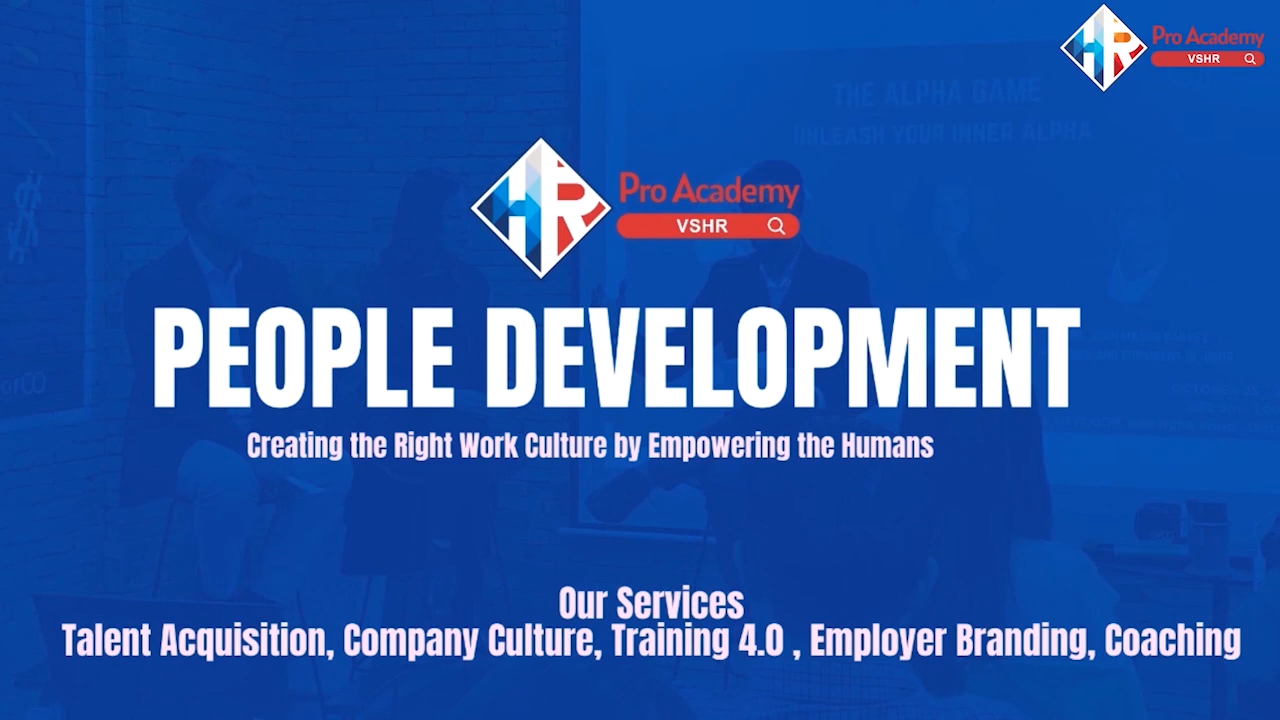 HR
Pro Academy
VSHR
THE ALPHA GAME
UNLEASH YOUR INNER ALPHA
HR
Pro Academy
VSHR
PEOPLE DEVELOPMENT
Creating the Right Work Culture by Empowering the Humans
Our Services
Talent Acquisition, Company Culture, Training 4.0 , Employer Branding, Coaching